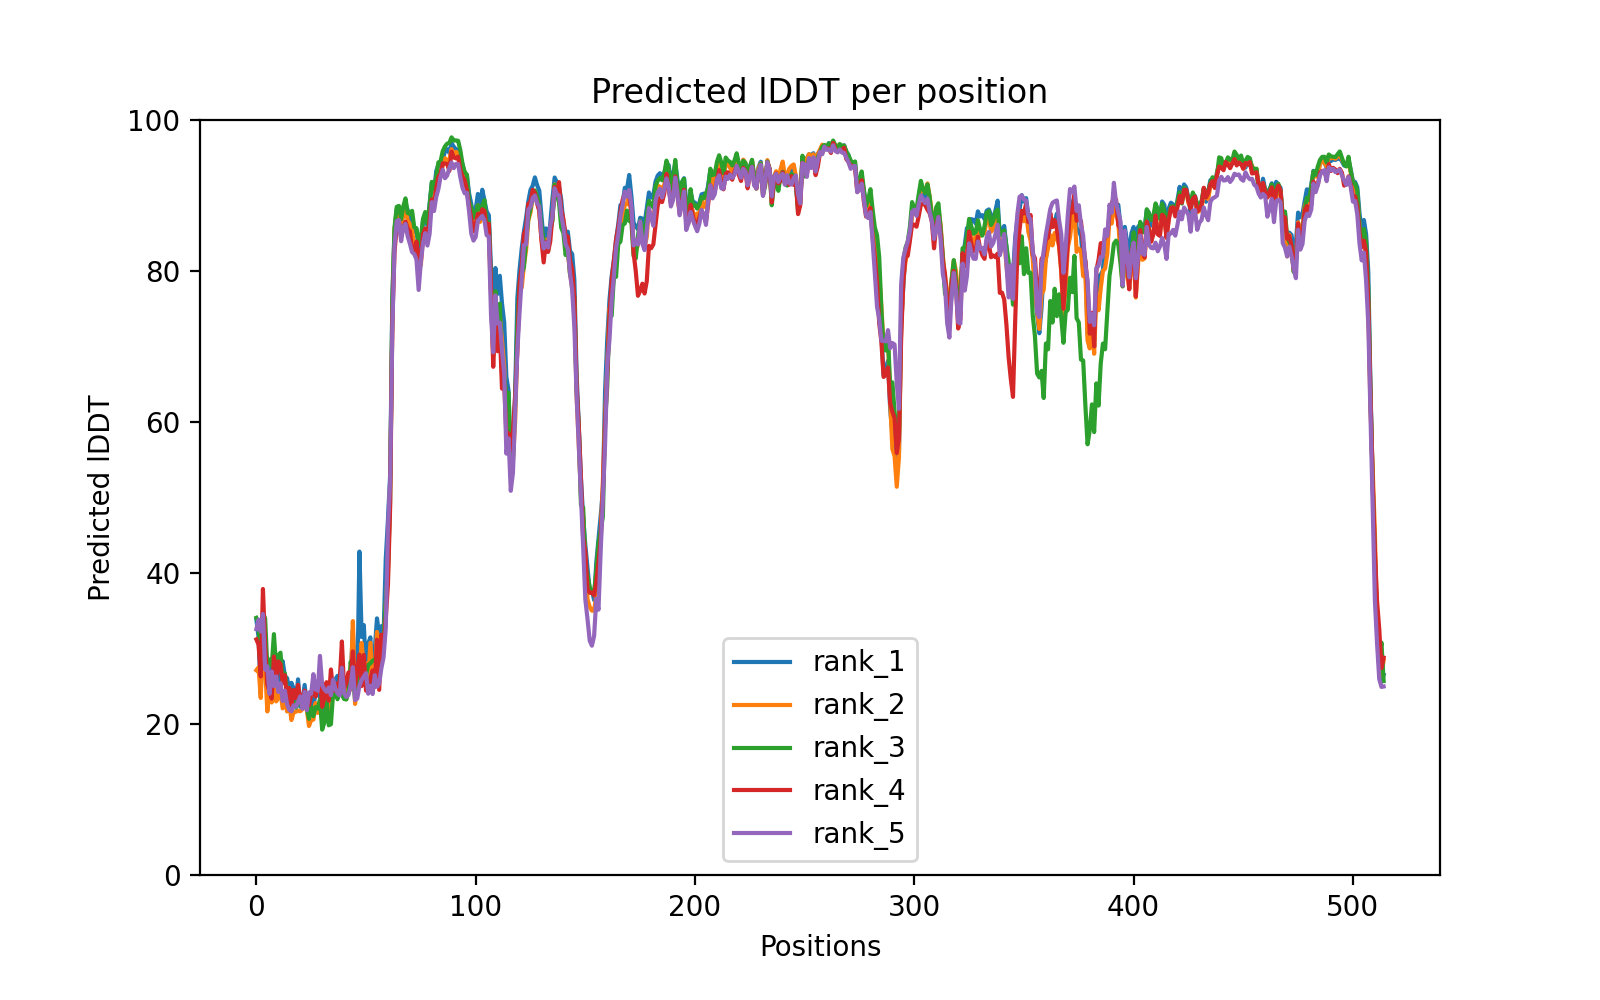 Predicted lDDT per position
100
80
60
40
20
0
Predicted lDDT
rank_1
rank_2
rank_3
rank_4
rank_5
0 100 200 300 400 500
Positions